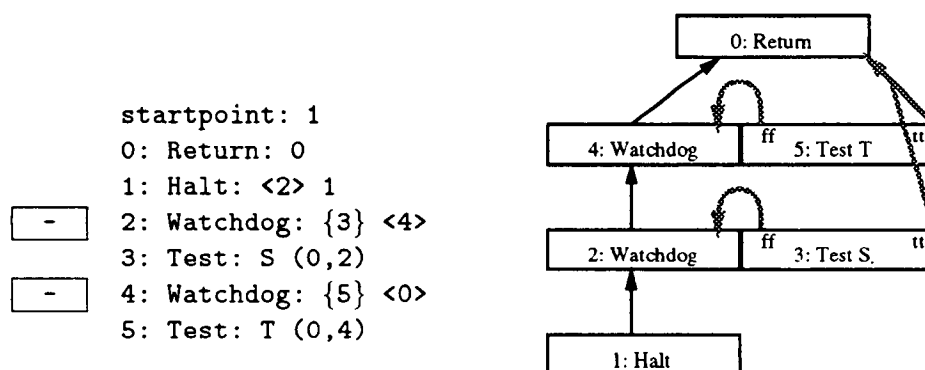 startpoint: 1
0: Return: 0
1: Halt: <2> 1
- 2: Watchdog: {3} <4>
3: Test: S (0,2)
- 4: Watchdog: {5} <0>
5: Test: T (0,4)
0: Return
4: Watchdog ff 5: Test T tt
2: Watchdog ff 3: Test S. tt
1: Halt